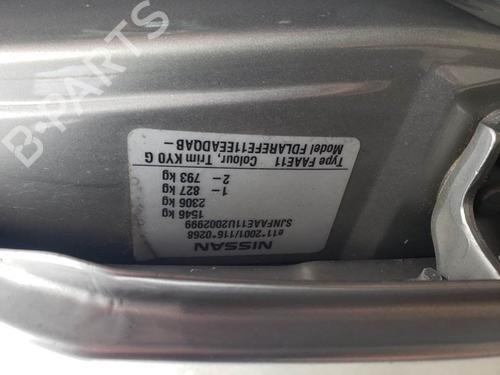 NISSAN
e11*2001/116*0268
SJNFAAE11U2002999
1546 kg
2306 kg
1- 827 kg
2- 793 kg
Type FAAE11 Colour, Trim KY0 G
Model FDLAREFE11EEADQAB-
B-PARTS